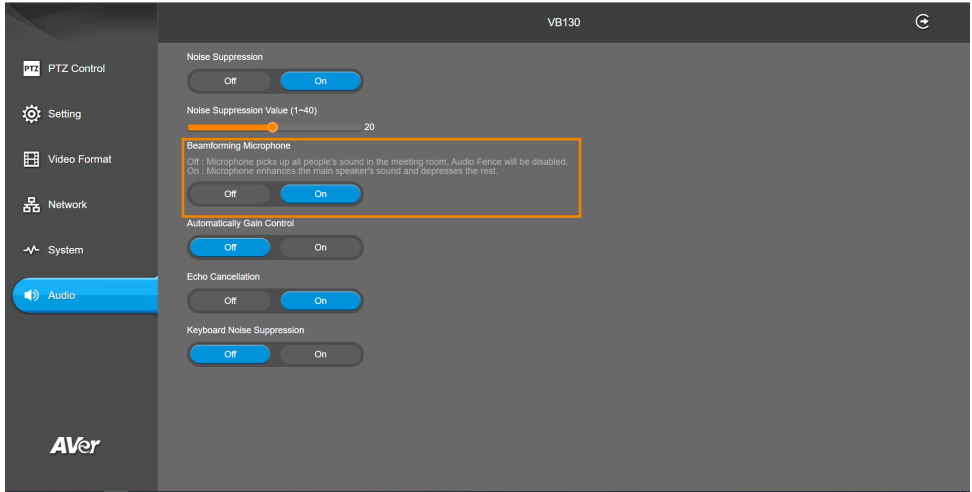 VB130
PTZ PTZ Control
Setting
Video Format
Network
System
Audio
AVer
Noise Suppression
Off On
Noise Suppression Value (1~40)
20
Beamforming Microphone
Off : Microphone picks up all people's sound in the meeting room, Audio Fence will be disabled.
On : Microphone enhances the main speaker's sound and depresses the rest.
Off On
Automatically Gain Control
Off On
Echo Cancellation
Off On
Keyboard Noise Suppression
Off On